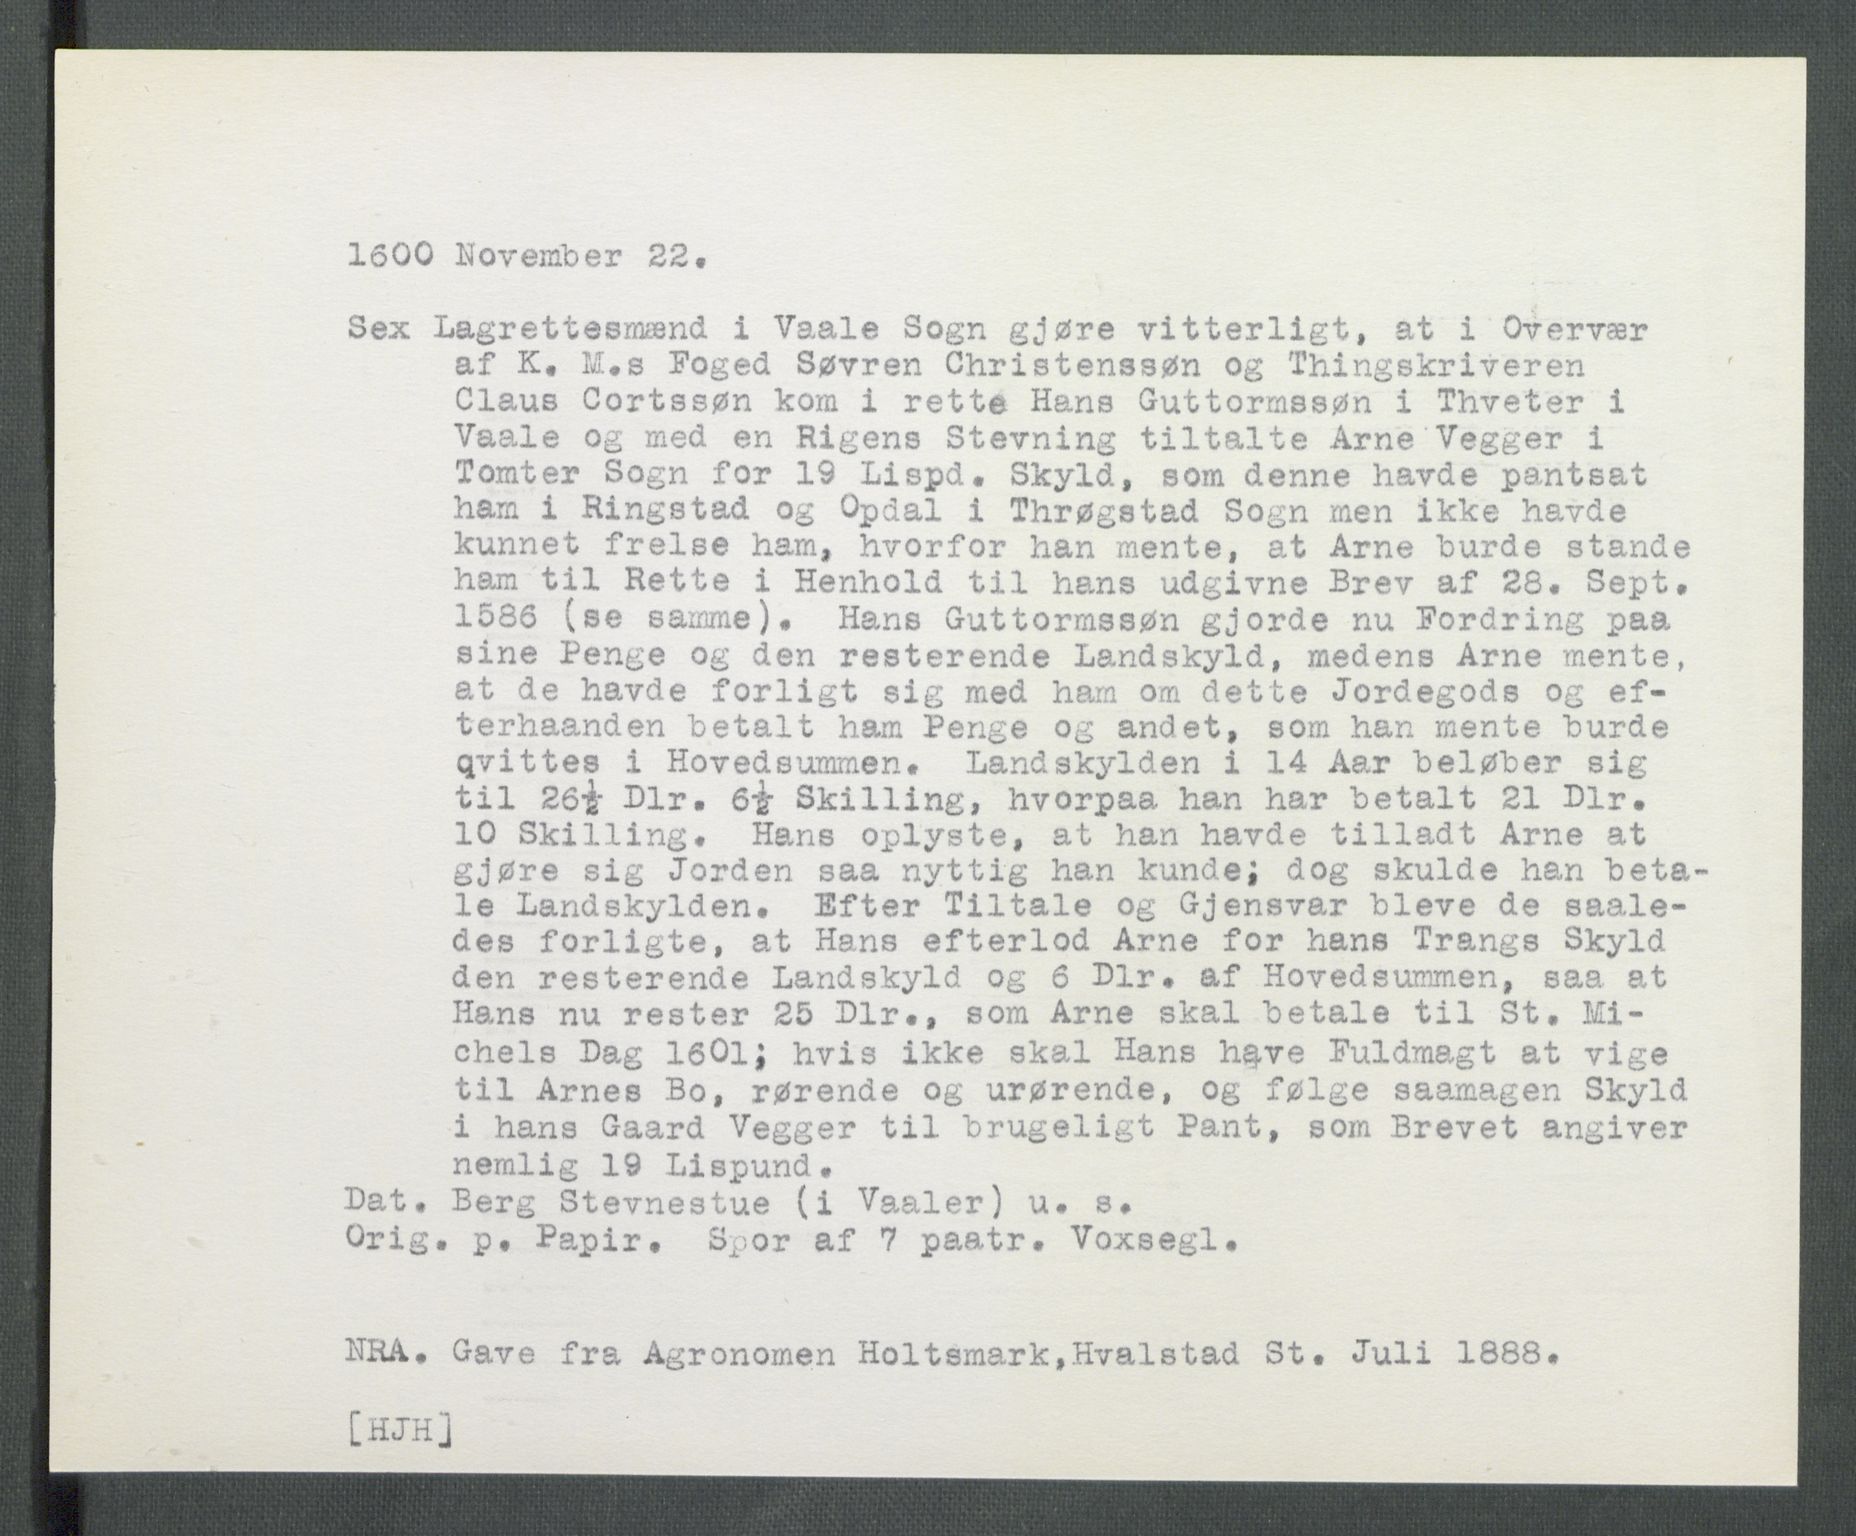 1600 November 22.
Sex Lagrettesmænd i Vaale Sogn gjøre vitterligt, at i Overvær
af K. M.s Foged Søvren Christenssøn og Thingskriveren
Claus Cortssøn kom i rette Hans Guttormssøn i Thveter i
Vaale og med en Rigens Stevning tiltalte Arne Vegger i
Tomter Sogn for 19 Lispd. Skyld, som denne havde pantsat
ham i Ringstad og Opdal i Thrøgstad Sogn men ikke havde
kunnet frelse ham, hvorfor han mente, at Arne burde stande
ham til Rette i Henhold til hans udgivne Brev af 28. Sept.
1586 (se samme). Hans Guttormssøn gjorde nu Fordring paa
sine Penge og den resterende Landskyld, medens Arne mente,
at de havde forligt sig med ham om dette Jordegods og ef-
terhaanden betalt ham Penge og andet, som han mente burde
qvittes i Hovedsummen. Landskylden i 14 Aar beløber sig
til 26½ Dlr. 6½ Skilling, hvorpaa han har betalt 21 Dlr.
10 Skilling. Hans oplyste, at han havde tilladt Arne at
gjøre sig Jorden saa nyttig han kunde; dog skulde han beta-
le Landskylden. Efter Tiltale og Gjensvar bleve de saale-
des forligte, at Hans efterlod Arne for hans Trangs Skyld
den resterende Landskyld og 6 Dlr. af Hovedsummen, saa at
Hans nu rester 25 Dlr., som Arne skal betale til St. Mi-
chels Dag 1601; hvis ikke skal Hans have Fuldmagt at vige
til Arnes Bo, rørende og urørende, og følge saamagen Skyld
i hans Gaard Vegger til brugeligt Pant, som Brevet angiver
nemlig 19 Lispund.
Dat. Berg Stevnestue (i Vaaler) u. s.
Orig. p. Papir. Spor af 7 paatr. Voxsegl.
NRA. Gave fra Agronomen Holtsmark,Hvalstad St. Juli 1888.
[HJH]